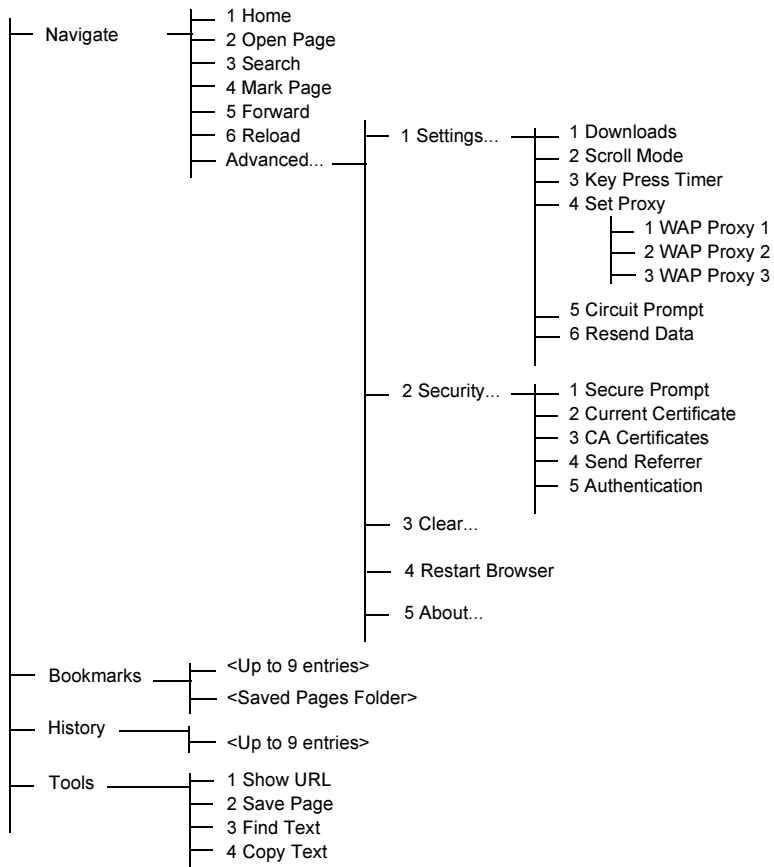 Navigate
1 Home
2 Open Page
3 Search
4 Mark Page
5 Forward
6 Reload
Advanced...
1 Settings...
1 Downloads
2 Scroll Mode
3 Key Press Timer
4 Set Proxy
1 WAP Proxy 1
2 WAP Proxy 2
3 WAP Proxy 3
5 Circuit Prompt
6 Resend Data
2 Security...
1 Secure Prompt
2 Current Certificate
3 CA Certificates
4 Send Referrer
5 Authentication
3 Clear...
4 Restart Browser
5 About...
Bookmarks
<Up to 9 entries>
<Saved Pages Folder>
History
<Up to 9 entries>
Tools
1 Show URL
2 Save Page
3 Find Text
4 Copy Text